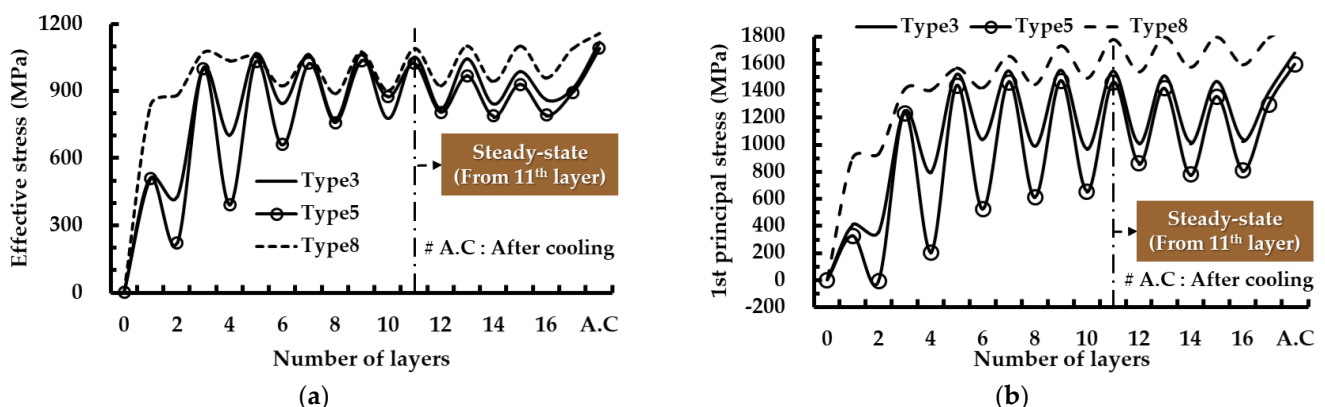 1200
900
600
300
0
Effective stress (MPa)
Type3
Type5
Type8
Steady-state
(From 11th layer)
# A.C : After cooling
0 2 4 6 8 10 12 14 16 A.C
Number of layers
(a)
Type3 Type5 Type8
1800
1600
1400
1200
1000
800
600
400
200
0
-200
1st principal stress (MPa)
Steady-state
(From 11th layer)
# A.C : After cooling
0 2 4 6 8 10 12 14 16 A.C
Number of layers
(b)